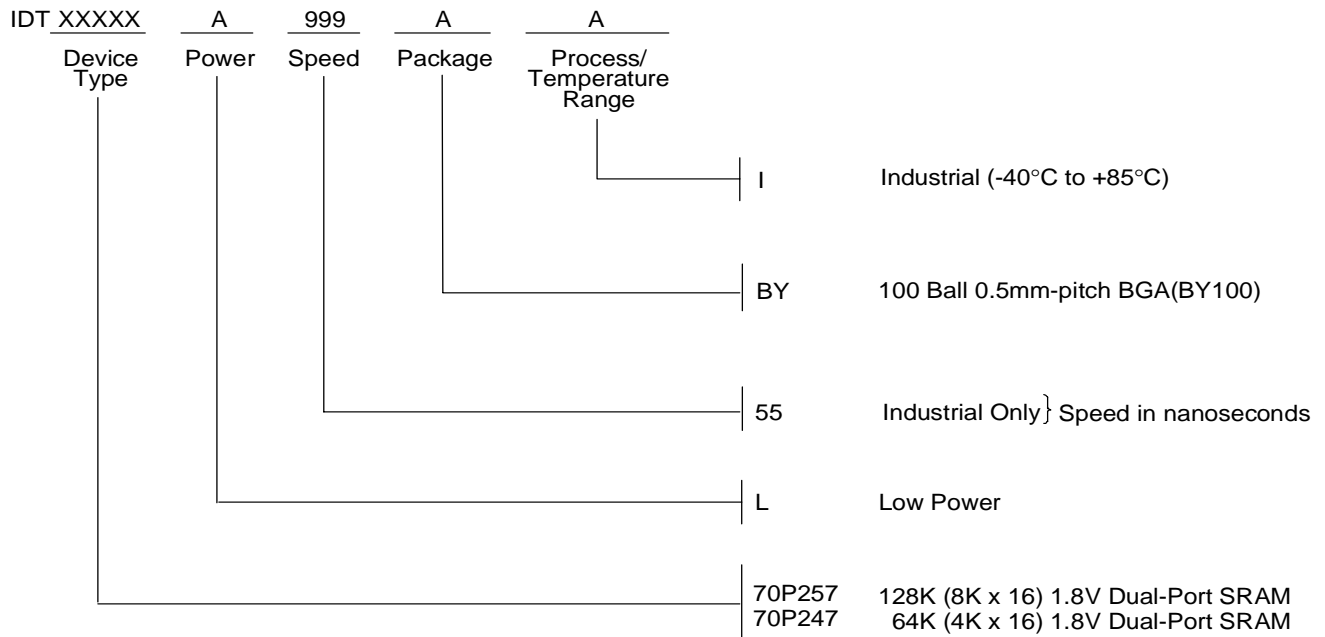 IDT XXXXX A 999 A A
Device Type Power Speed Package Process/ Temperature Range
I Industrial (-40°C to +85°C)
BY 100 Ball 0.5mm-pitch BGA(BY100)
55 Industrial Only } Speed in nanoseconds
L Low Power
70P257 128K (8K x 16) 1.8V Dual-Port SRAM
70P247 64K (4K x 16) 1.8V Dual-Port SRAM